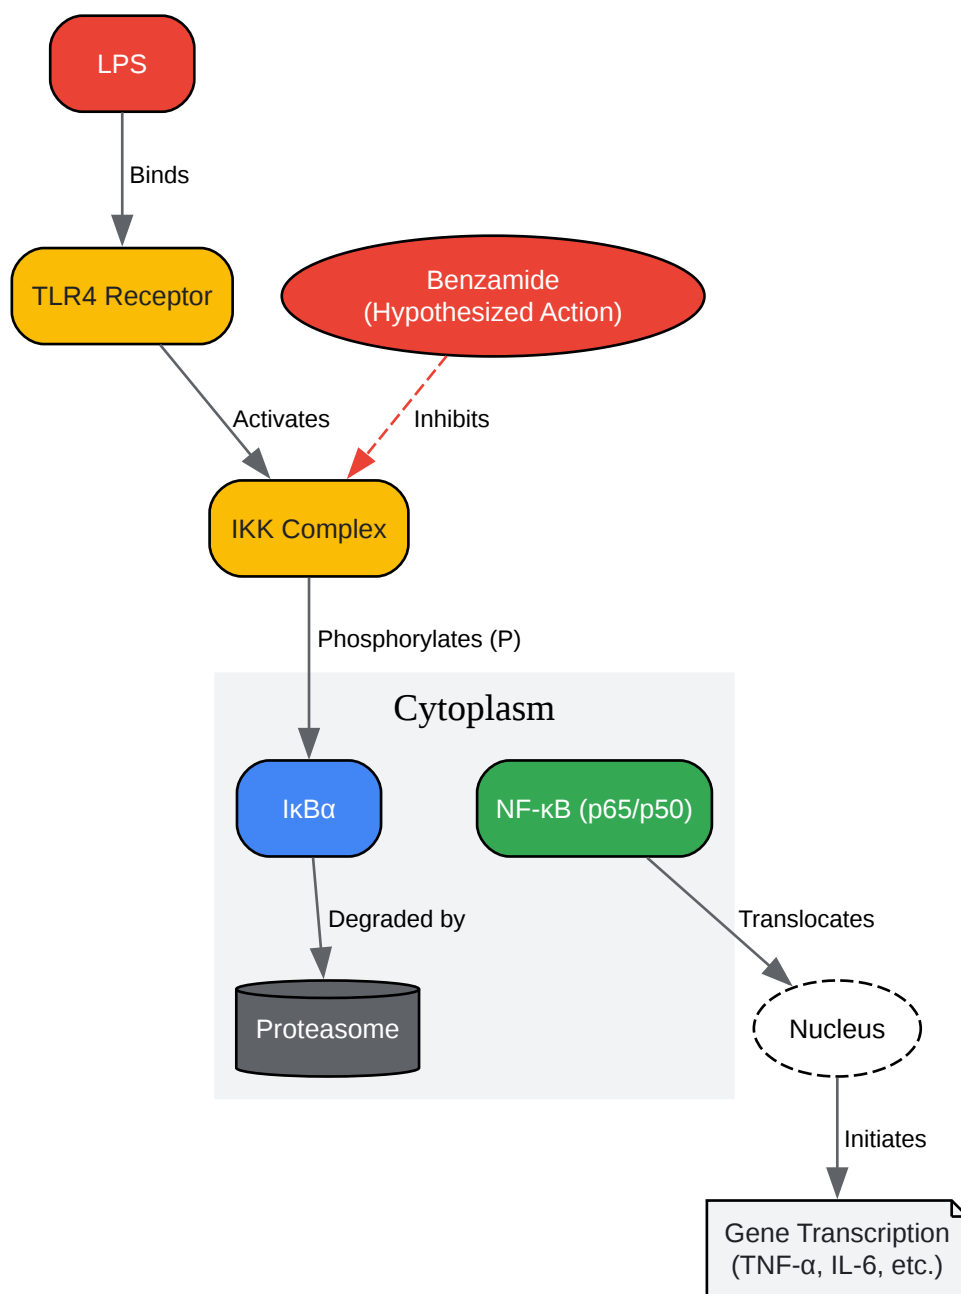 LPS
Binds
TLR4 Receptor
Benzamide
(Hypothesized Action)
Activates
Inhibits
IKK Complex
Phosphorylates (P)
Cytoplasm
IκBα
NF-κB (p65/p50)
Degraded by
Translocates
Proteasome
Nucleus
Initiates
Gene Transcription
(TNF-α, IL-6, etc.)